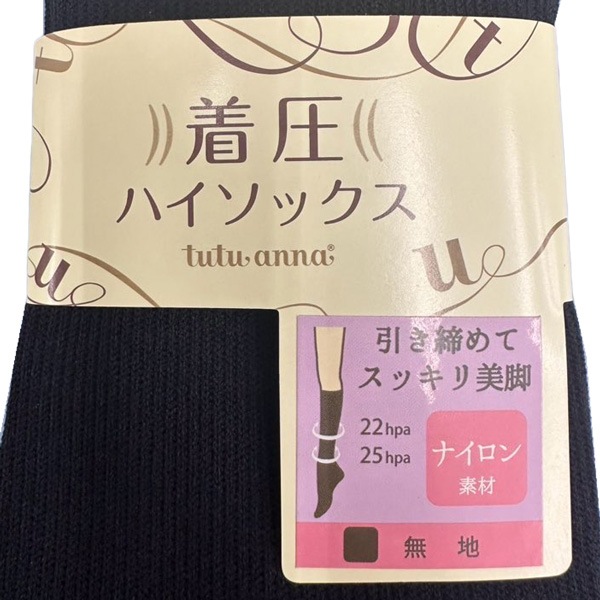 着圧
ハイソックス
tutu anna®
引き締めて
スッキリ美脚
22hpa
25hpa
ナイロン
素材
無地